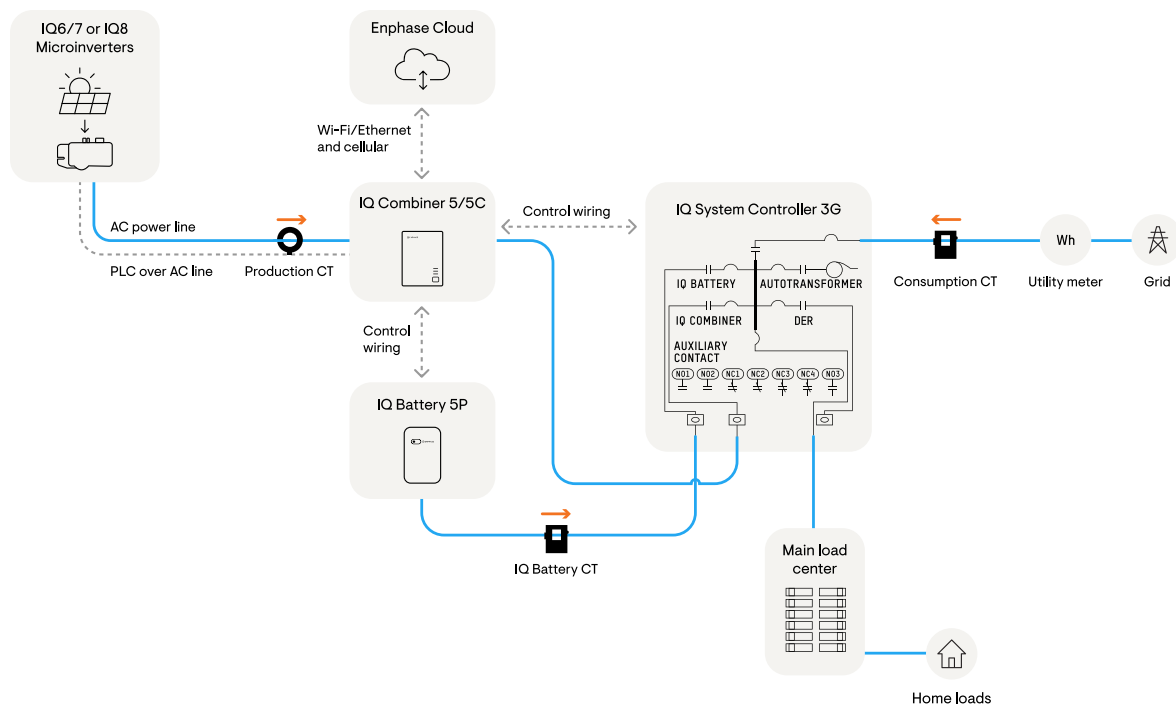 IQ6/7 or IQ8
Microinverters
Enphase Cloud
Wi-Fi/Ethernet
and cellular
IQ Combiner 5/5C
Control wiring
IQ System Controller 3G
AC power line
PLC over AC line
Production CT
Consumption CT
Wh
Utility meter
Grid
IQ BATTERY
AUTOTRANSFORMER
IQ COMBINER
DER
AUXILIARY
CONTACT
NO1 NO2 NC1 NC2 NC3 NC4 NO3
Control
wiring
IQ Battery 5P
IQ Battery CT
Main load
center
Home loads